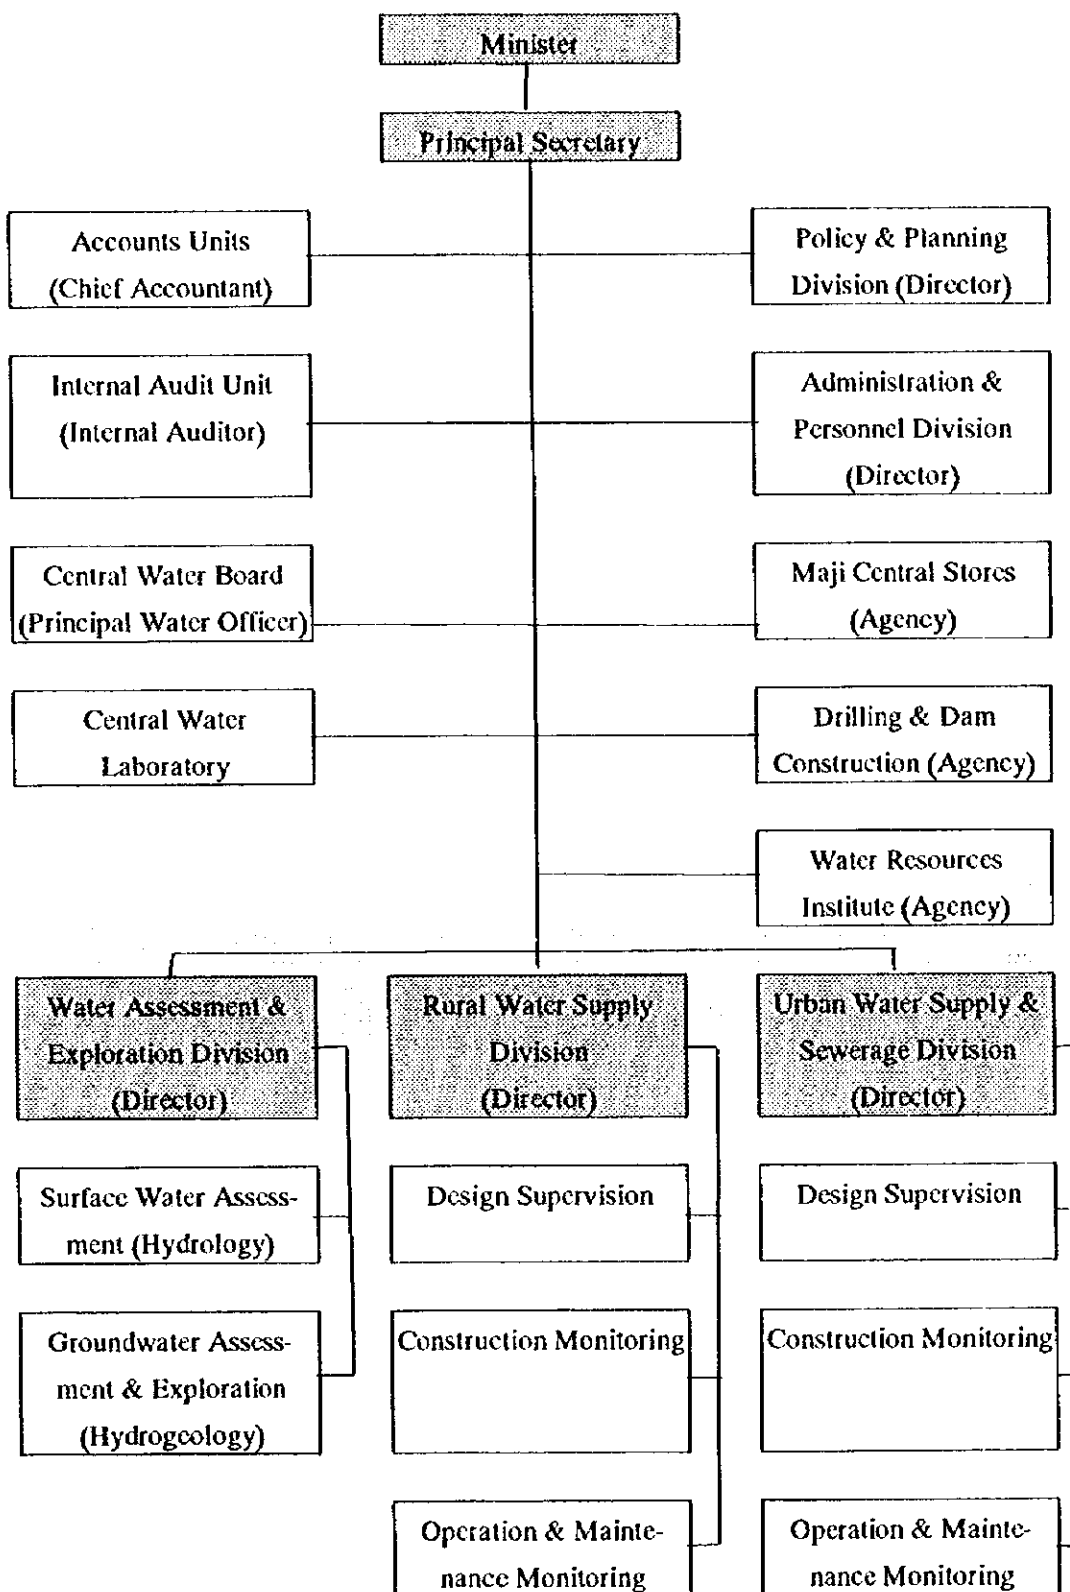 Minister
Principal Secretary
Accounts Units
(Chief Accountant)
Policy & Planning
Division (Director)
Internal Audit Unit
(Internal Auditor)
Administration &
Personnel Division
(Director)
Central Water Board
(Principal Water Officer)
Maji Central Stores
(Agency)
Central Water
Laboratory
Drilling & Dam
Construction (Agency)
Water Resources
Institute (Agency)
Water Assessment &
Exploration Division
(Director)
Rural Water Supply
Division
(Director)
Urban Water Supply &
Sewerage Division
(Director)
Surface Water Assess-
ment (Hydrology)
Design Supervision
Design Supervision
Groundwater Assess-
ment & Exploration
(Hydrogeology)
Construction Monitoring
Construction Monitoring
Operation & Mainte-
nance Monitoring
Operation & Mainte-
nance Monitoring